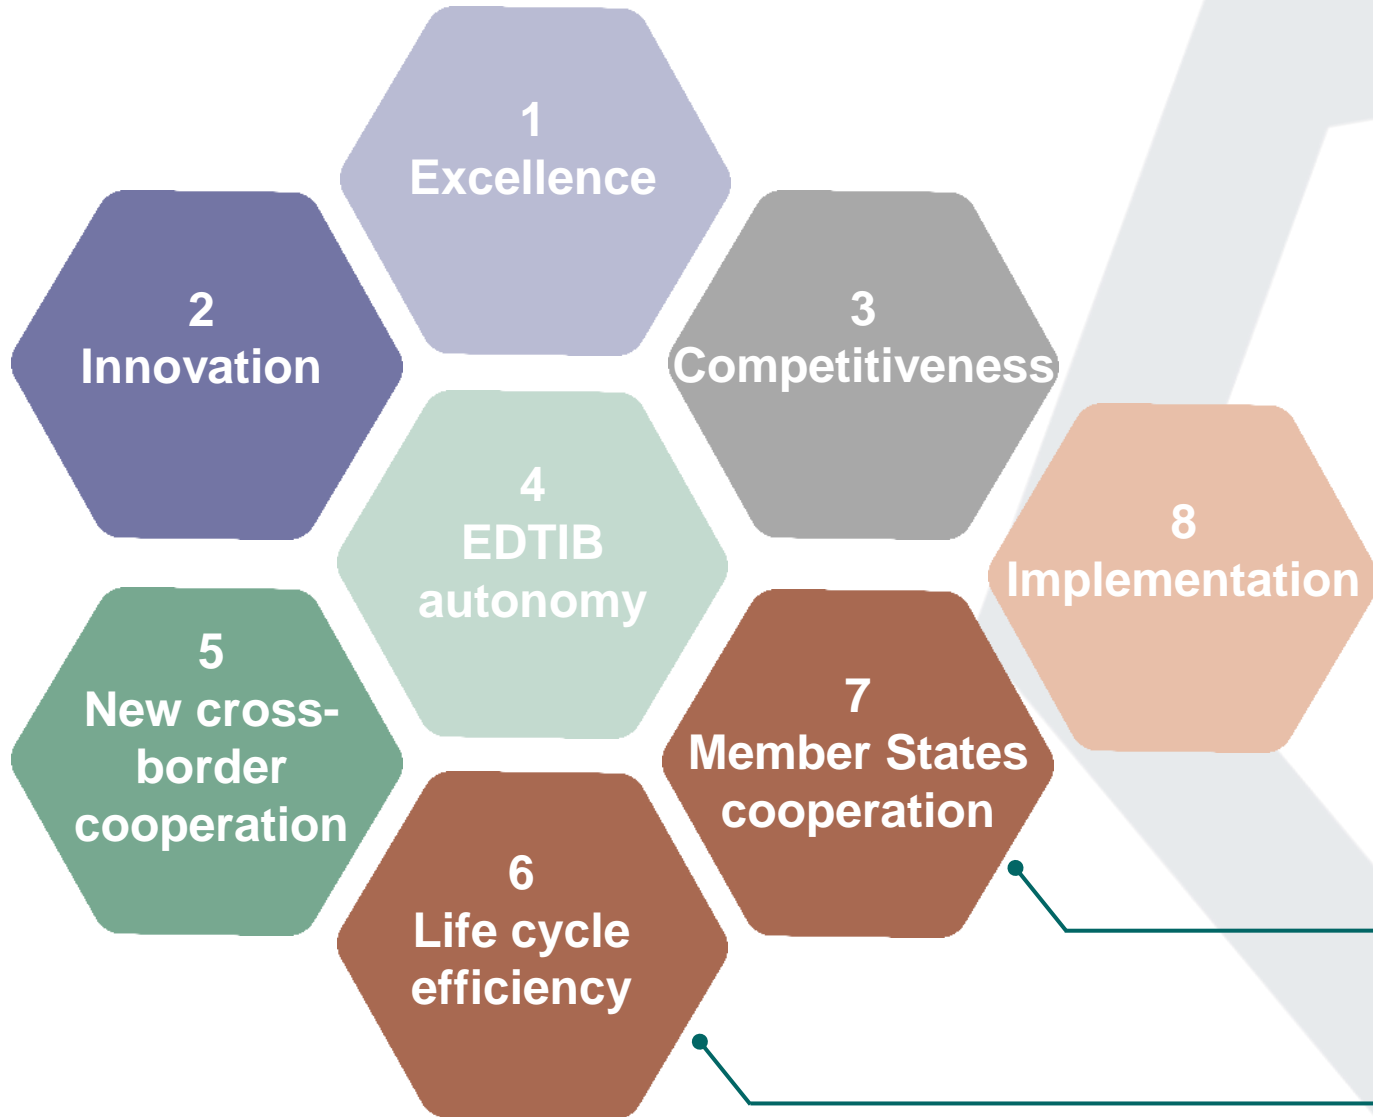 1
Excellence
2
Innovation
3
Competitiveness
4
EDTIB
autonomy
5
New cross-
border
cooperation
6
Life cycle
efficiency
7
Member States
cooperation
8
Implementation